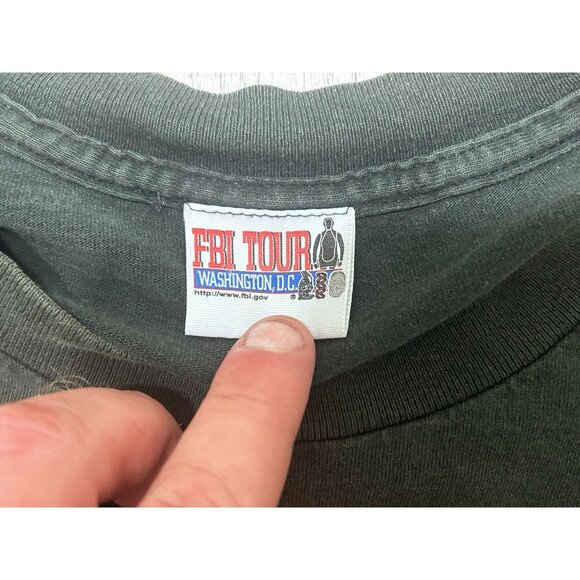 FBI TOUR
WASHINGTON, D.C.
http://www.fbi.gov ®